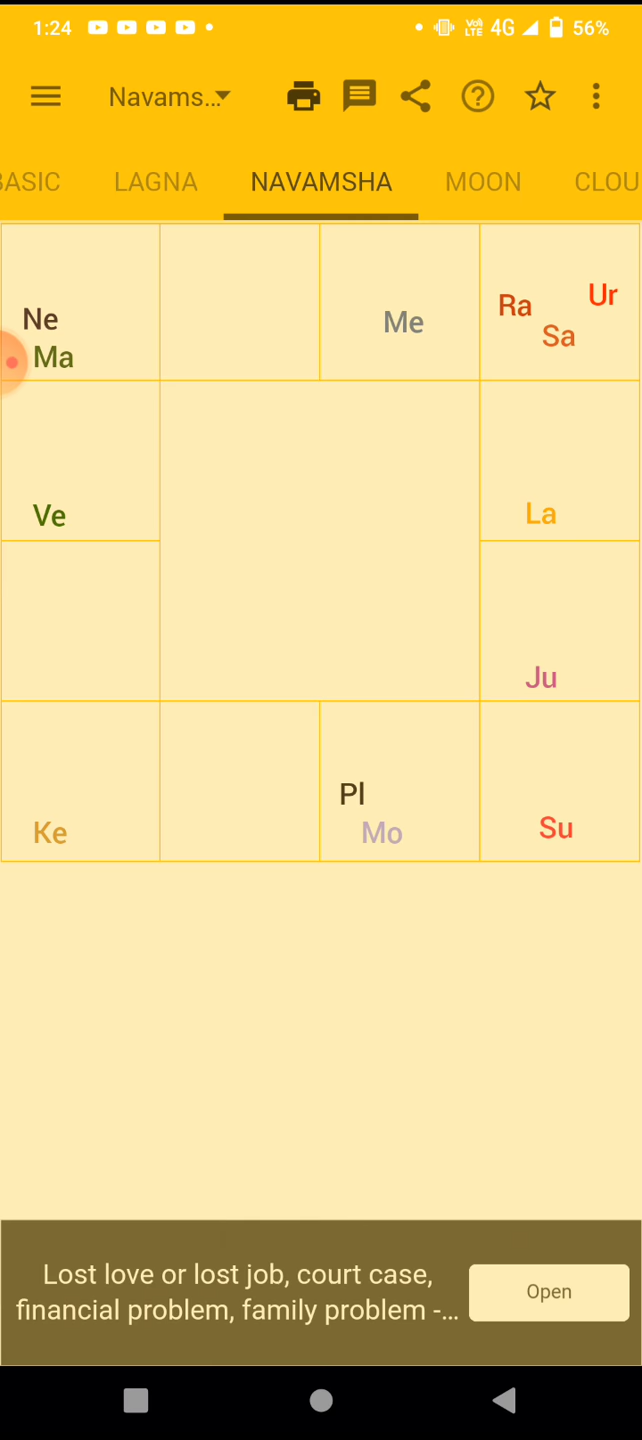 1:24 4G 56%
Navams...
BASIC LAGNA NAVAMSHA MOON CLOU
Ne Me Ra Ur
Ma Sa
Ve La
Ju
Pl
Ke Mo Su
Lost love or lost job, court case,
financial problem, family problem -...
Open